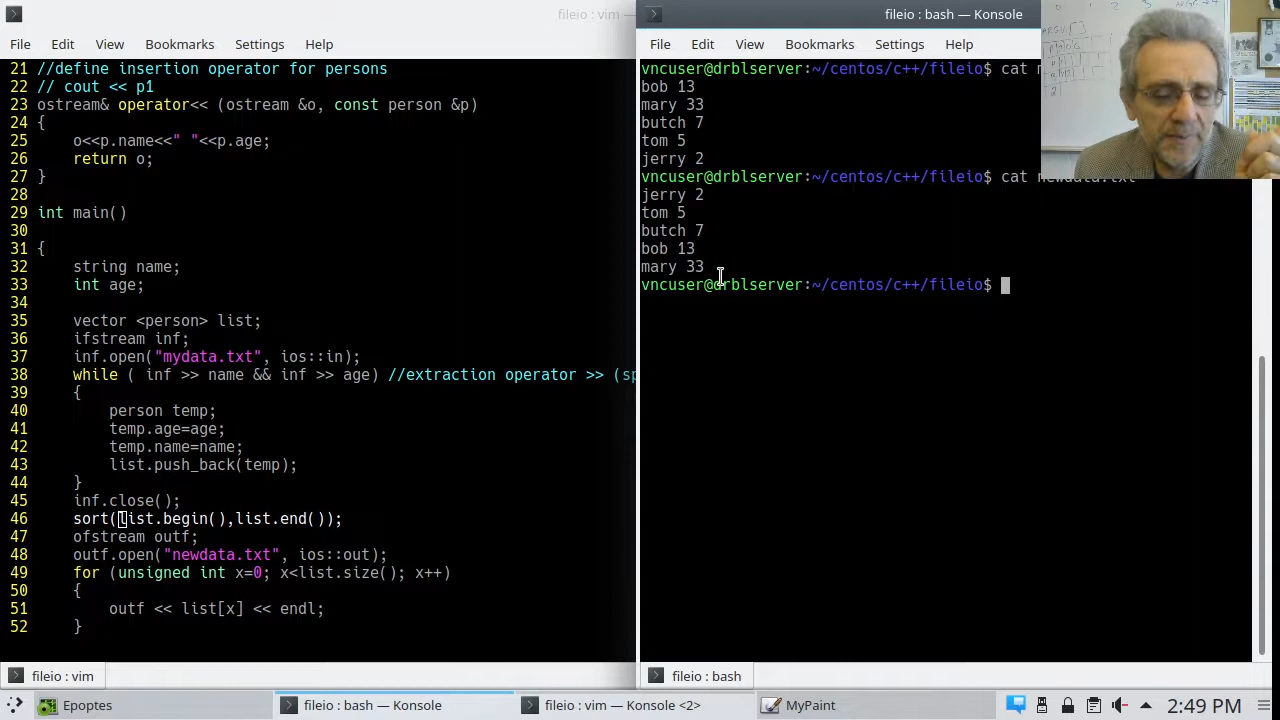 fileio : vim —
File Edit View Bookmarks Settings Help
21 //define insertion operator for persons
22 // cout << p1
23 ostream& operator<< (ostream &o, const person &p)
24 {
25 o<<p.name<<" "<<p.age;
26 return o;
27 }
28
29 int main()
30
31 {
32 string name;
33 int age;
34
35 vector <person> list;
36 ifstream inf;
37 inf.open("mydata.txt", ios::in);
38 while ( inf >> name && inf >> age) //extraction operator >> (sp
39 {
40 person temp;
41 temp.age=age;
42 temp.name=name;
43 list.push_back(temp);
44 }
45 inf.close();
46 sort(list.begin(),list.end());
47 ofstream outf;
48 outf.open("newdata.txt", ios::out);
49 for (unsigned int x=0; x<list.size(); x++)
50 {
51 outf << list[x] << endl;
52 }
fileio : vim
fileio : bash — Konsole
File Edit View Bookmarks Settings Help
vncuser@drblserver:~/centos/c++/fileio$ cat
bob 13
mary 33
butch 7
tom 5
jerry 2
vncuser@drblserver:~/centos/c++/fileio$ cat newdata.txt
jerry 2
tom 5
butch 7
bob 13
mary 33
vncuser@drblserver:~/centos/c++/fileio$
fileio : bash
Epoptes
fileio : bash — Konsole
fileio : vim — Konsole <2>
MyPaint
2:49 PM